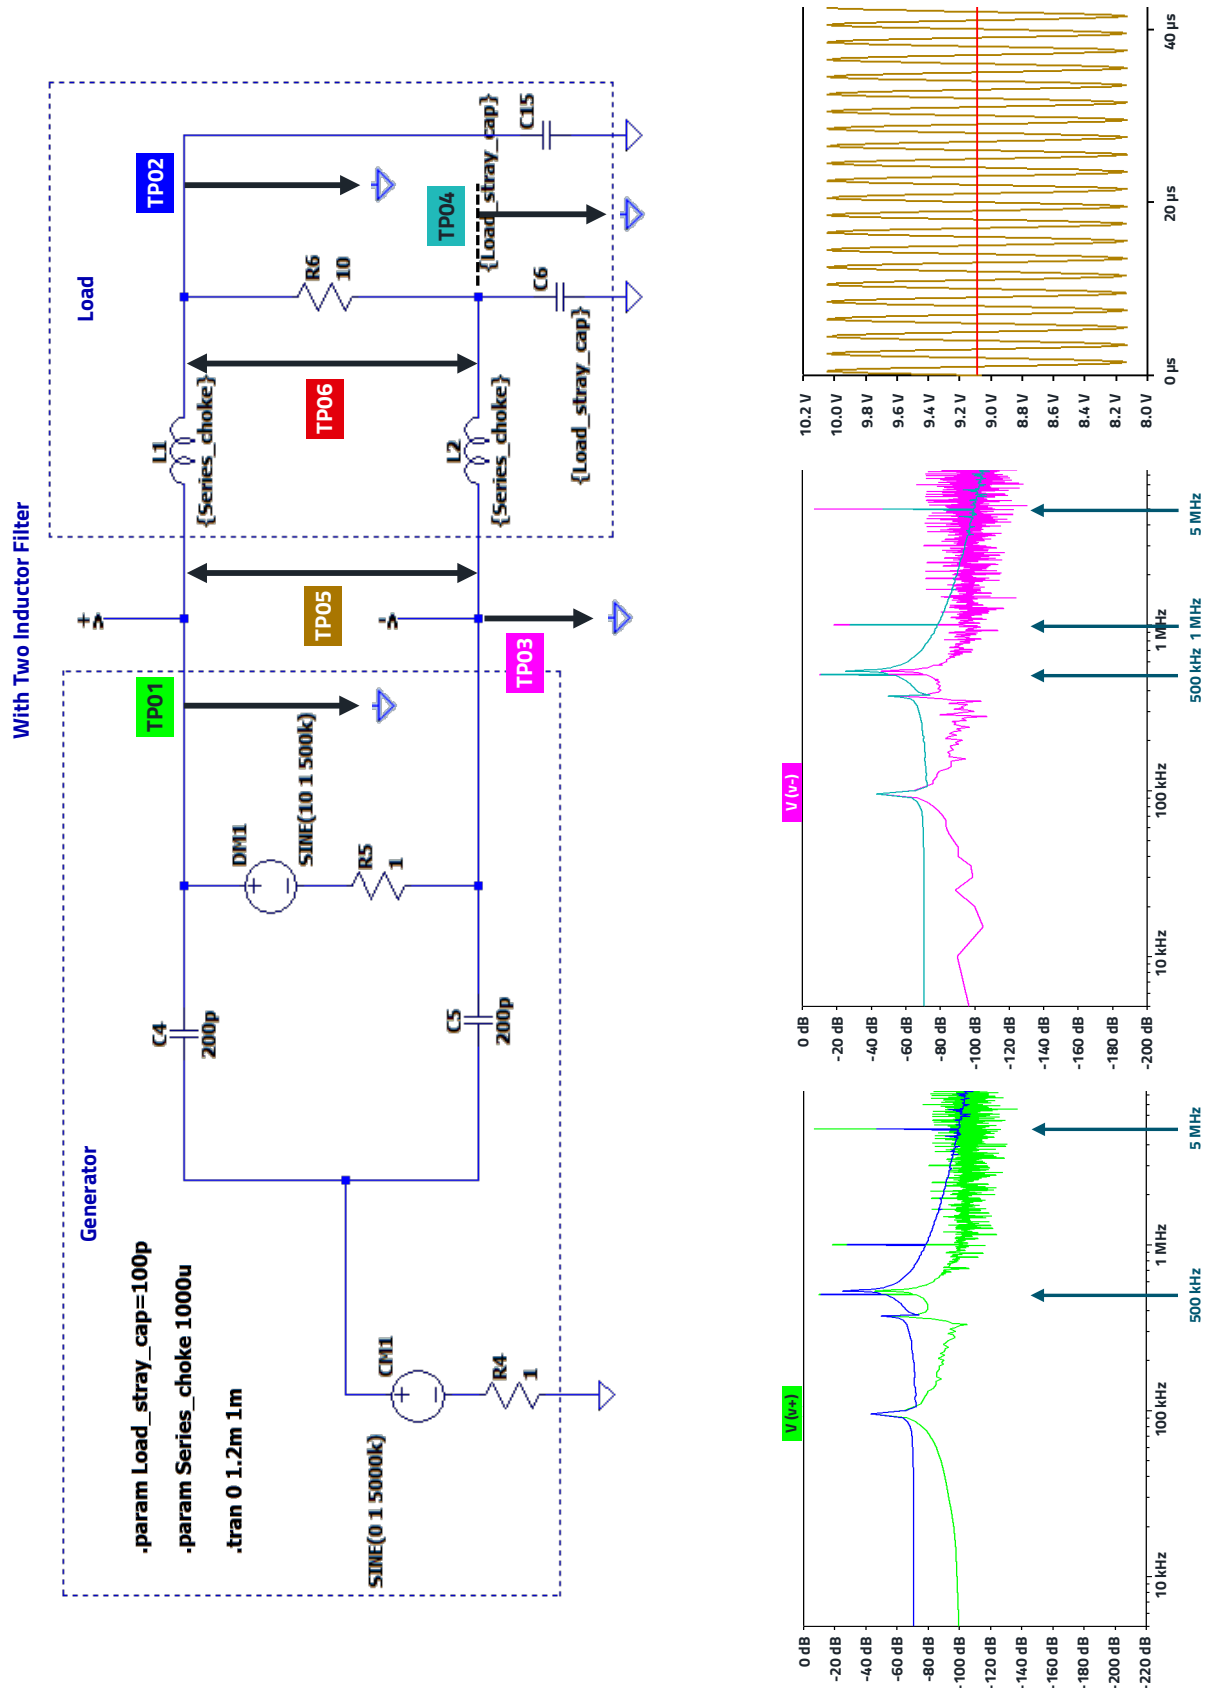 With Two Inductor Filter
Generator
Load
.param Load_stray_cap=100p
.param Series_choke 1000u
.tran 0 1.2m 1m
SINE(0 1 5000k)
CM1
R4
1
C4
200p
C5
200p
DM1
SINE(10 1 500k)
R5
1
TP01
TP03
v+
v-
TP05
L1
{Series_choke}
L2
{Series_choke}
TP06
R6
10
TP02
TP04
C6
{Load_stray_cap}
C15
{Load_stray_cap}
V (v+)
0 dB
-20 dB
-40 dB
-60 dB
-80 dB
-100 dB
-120 dB
-140 dB
-160 dB
-180 dB
-200 dB
-220 dB
10 kHz
100 kHz
1 MHz
500 kHz
5 MHz
V (v-)
0 dB
-20 dB
-40 dB
-60 dB
-80 dB
-100 dB
-120 dB
-140 dB
-160 dB
-180 dB
-200 dB
10 kHz
100 kHz
1 MHz
500 kHz
1 MHz
5 MHz
10.2 V
10.0 V
9.8 V
9.6 V
9.4 V
9.2 V
9.0 V
8.8 V
8.6 V
8.4 V
8.2 V
8.0 V
0 µs
20 µs
40 µs